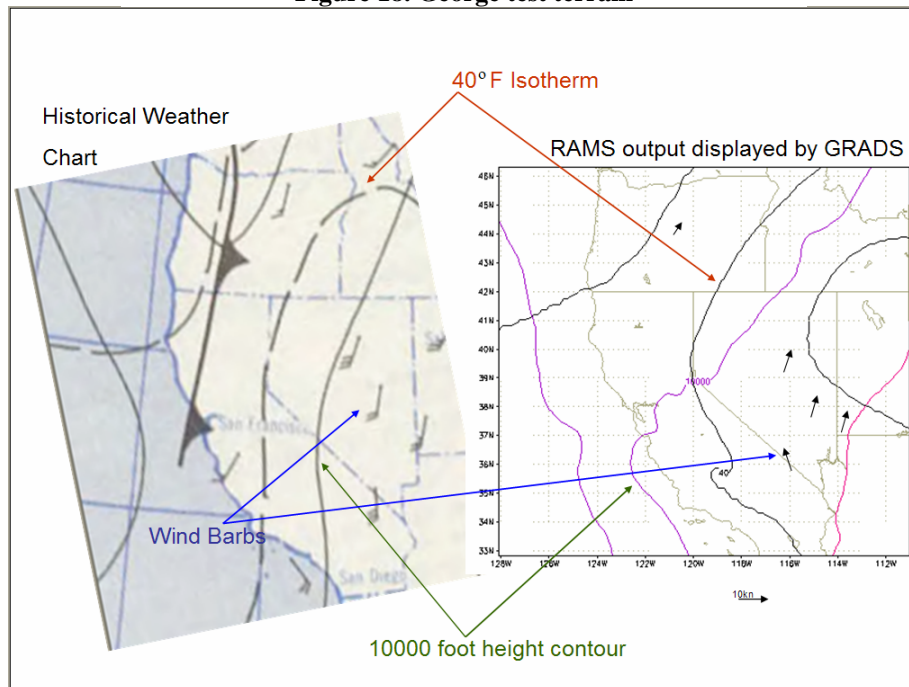 Figure 18: George test terrain
40° F Isotherm
Historical Weather
Chart
RAMS output displayed by GRADS
San Francisco
San Diego
Wind Barbs
10000 foot height contour
45N
45N
44N
43N
42N
41N
40N
39N
38N
37N
36N
35N
34N
33N
10000
40
128W
126W
124W
122W
120W
118W
116W
114W
112W
10kn